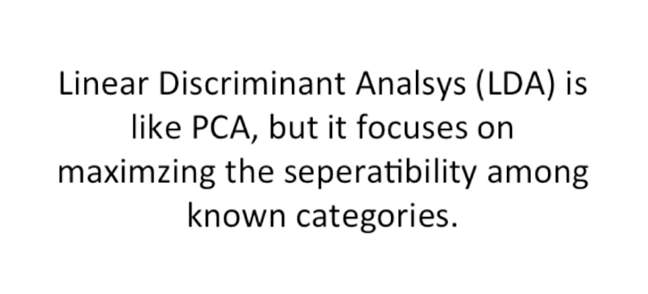 Linear Discriminant Analsys (LDA) is
like PCA, but it focuses on
maximzing the seperatibility among
known categories.